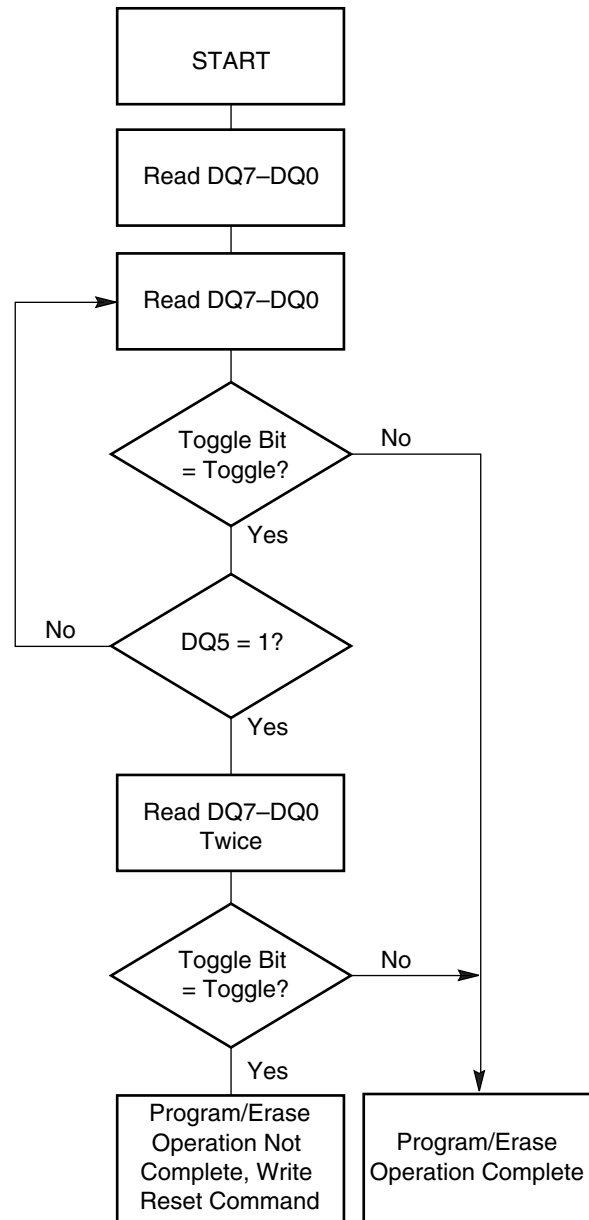 START
Read DQ7–DQ0
Read DQ7–DQ0
Toggle Bit
= Toggle?
No
Yes
No
DQ5 = 1?
Yes
Read DQ7–DQ0
Twice
Toggle Bit
= Toggle?
No
Yes
Program/Erase
Operation Not
Complete, Write
Reset Command
Program/Erase
Operation Complete